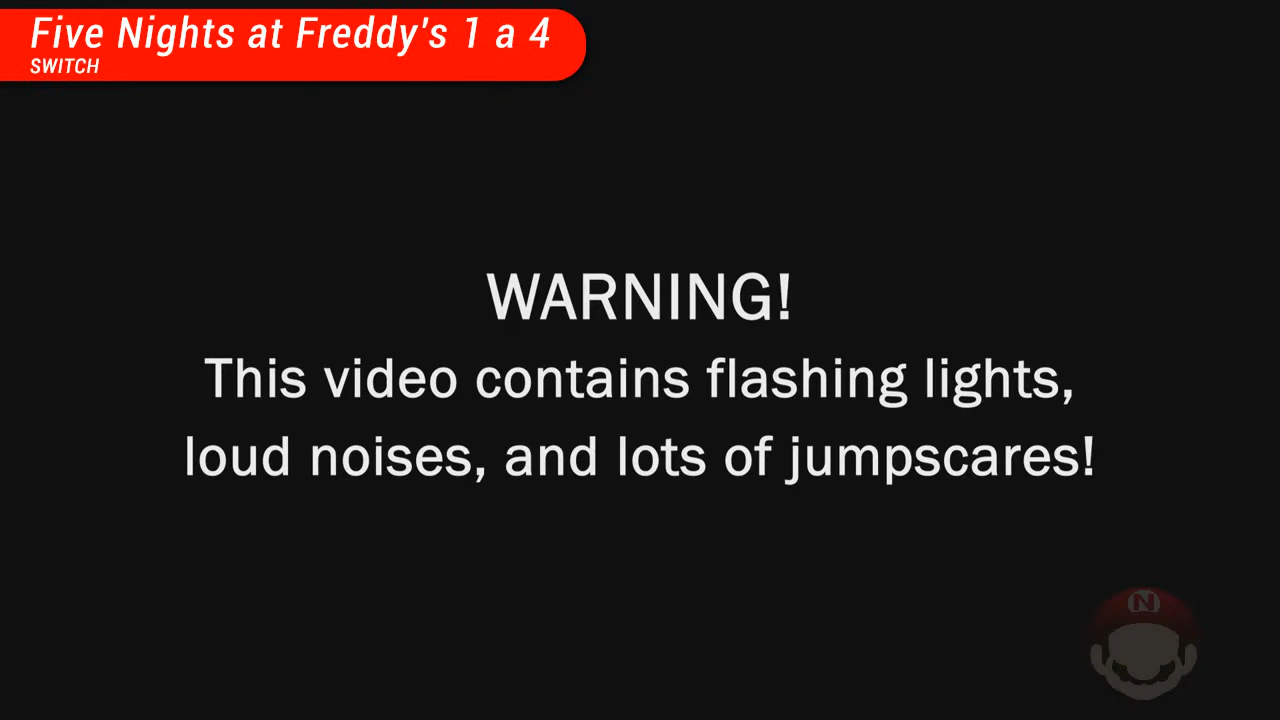 Five Nights at Freddy's 1 a 4
SWITCH
WARNING!
This video contains flashing lights,
loud noises, and lots of jumpscares!
N